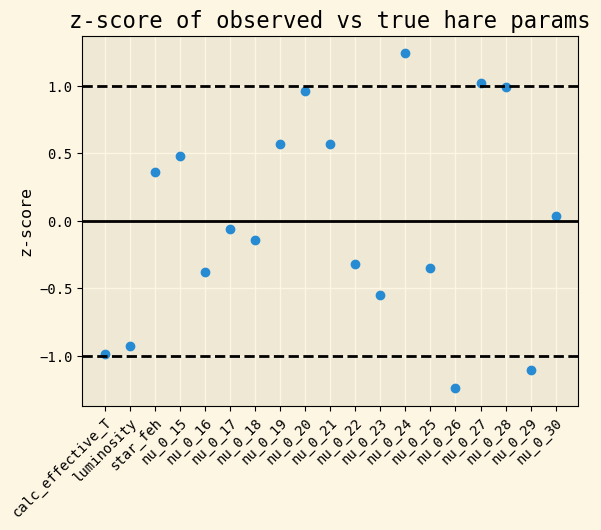 z-score of observed vs true hare params
z-score
1.0
0.5
0.0
−0.5
−1.0
calc_effective_T
luminosity
star_feh
nu_0_15
nu_0_16
nu_0_17
nu_0_18
nu_0_19
nu_0_20
nu_0_21
nu_0_22
nu_0_23
nu_0_24
nu_0_25
nu_0_26
nu_0_27
nu_0_28
nu_0_29
nu_0_30